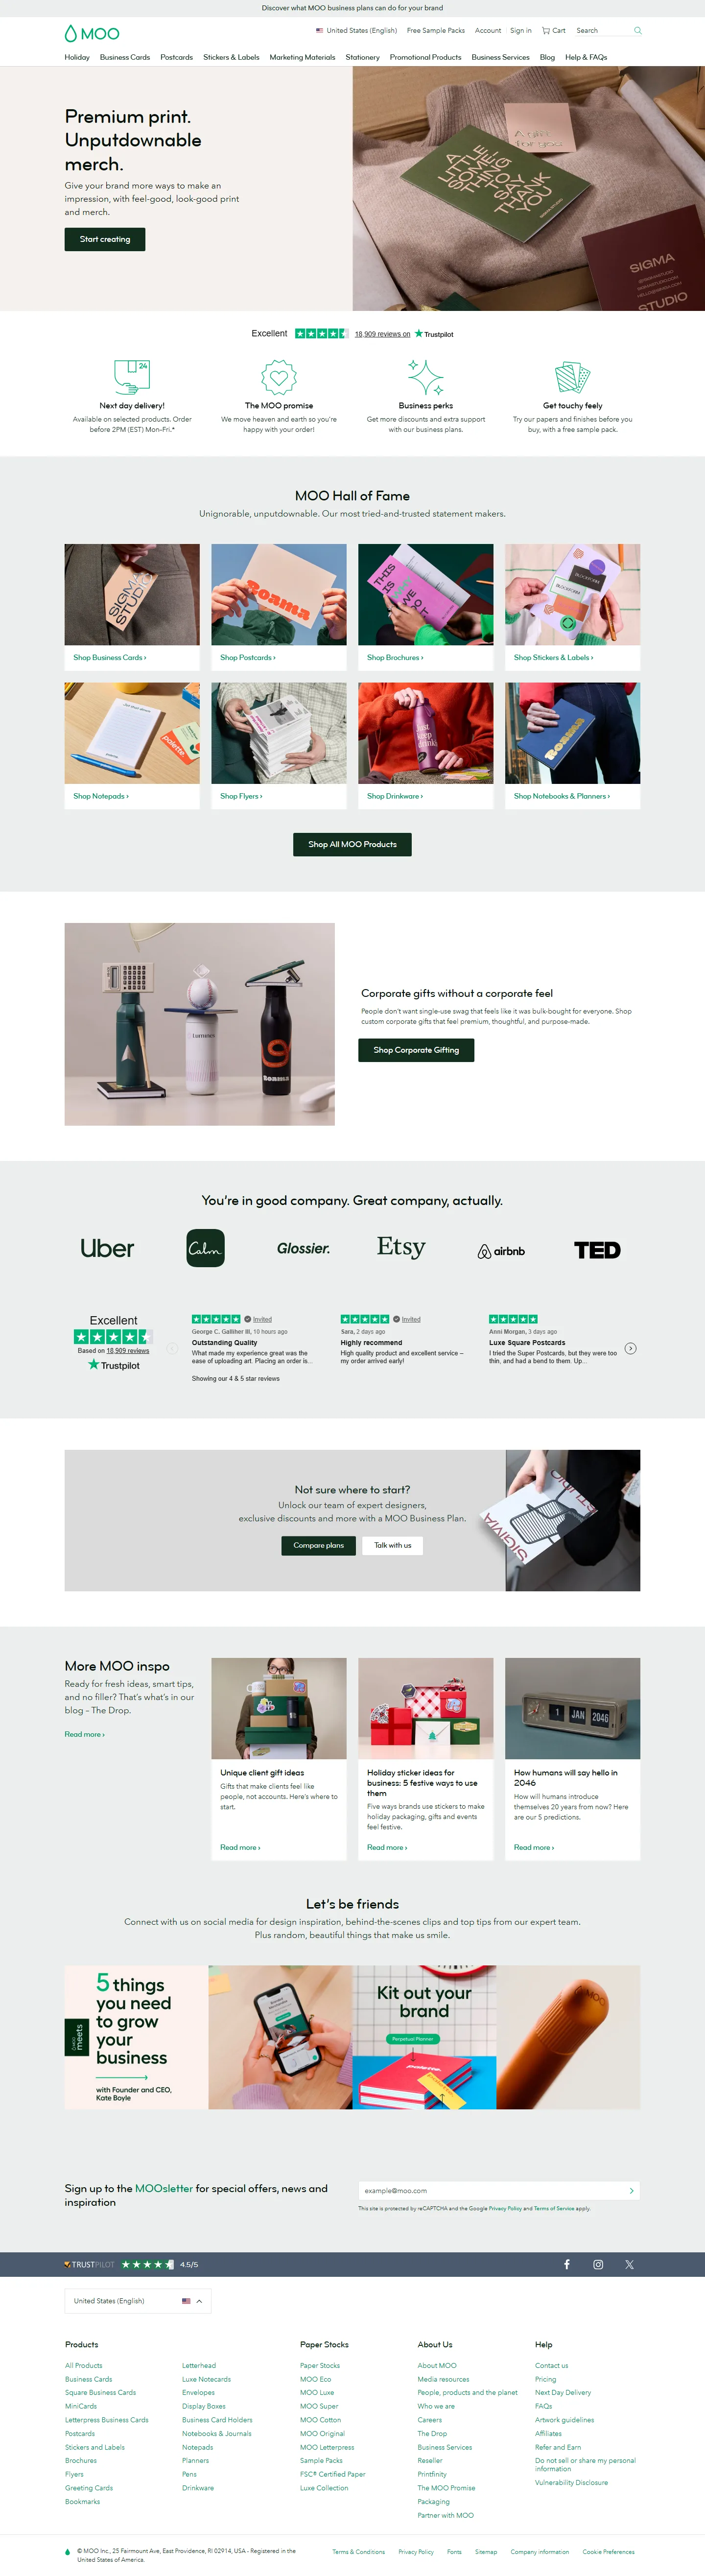 Discover what MOO business plans can do for your brand
MOO
United States (English) Free Sample Packs Account Sign in Cart Search
Holiday Business Cards Postcards Stickers & Labels Marketing Materials Stationery Promotional Products Business Services Blog Help & FAQs
Premium print.
Unputdownable
merch.
Give your brand more ways to make an
impression, with feel-good, look-good print
and merch.
Start creating
A LITTLE
SOMETHING
TO SAY
THANK
YOU
SIGMA
STUDIO
Excellent 18,909 reviews on Trustpilot
24
Next day delivery!
Available on selected products. Order
before 2PM (EST) Mon–Fri.*
The MOO promise
We move heaven and earth so you're
happy with your order!
Business perks
Get more discounts and extra support
with our business plans.
Get touchy feely
Try our papers and finishes before you
buy, with a free sample pack.
MOO Hall of Fame
Unignorable, unputdownable. Our most tried-and-trusted statement makers.
SIGMA
STUDIO
Roama
THIS
IS
Shop Business Cards ›
Shop Postcards ›
Shop Brochures ›
Shop Stickers & Labels ›
palette
Just
keep
drinking
Roama
Shop Notepads ›
Shop Flyers ›
Shop Drinkware ›
Shop Notebooks & Planners ›
Shop All MOO Products
Lumines
Roama
Corporate gifts without a corporate feel
People don't want single-use swag that feels like it was bulk-bought for everyone. Shop
custom corporate gifts that feel premium, thoughtful, and purpose-made.
Shop Corporate Gifting
You're in good company. Great company, actually.
Uber
Calm
Glossier.
Etsy
airbnb
TED
Excellent
Based on 18,909 reviews
Trustpilot
Invited
George C. Galliher III, 10 hours ago
Outstanding Quality
What made my experience great was the
ease of uploading art. Placing an order is...
Invited
Sara, 2 days ago
Highly recommend
High quality product and excellent service –
my order arrived early!
Anni Morgan, 3 days ago
Luxe Square Postcards
I tried the Super Postcards, but they were too
thin, and had a bend to them. Up...
Showing our 4 & 5 star reviews
Not sure where to start?
Unlock our team of expert designers,
exclusive discounts and more with a MOO Business Plan.
Compare plans
Talk with us
SIGMA
More MOO inspo
Ready for fresh ideas, smart tips,
and no filler? That's what's in our
blog – The Drop.
Read more ›
1 JAN 2046
Unique client gift ideas
Gifts that make clients feel like
people, not accounts. Here's where to
start.
Read more ›
Holiday sticker ideas for
business: 5 festive ways to use
them
Five ways brands use stickers to make
holiday packaging, gifts and events
feel festive.
Read more ›
How humans will say hello in
2046
How will humans introduce
themselves 20 years from now? Here
are our 5 predictions.
Read more ›
Let's be friends
Connect with us on social media for design inspiration, behind-the-scenes clips and top tips from our expert team.
Plus random, beautiful things that make us smile.
MOO meets
5 things
you need
to grow
your
business
with Founder and CEO,
Kate Boyle
Kit out your
brand
Perpetual Planner
MOO
Sign up to the MOOsletter for special offers, news and
inspiration
example@moo.com
This site is protected by reCAPTCHA and the Google Privacy Policy and Terms of Service apply.
TRUSTPILOT 4.5/5
United States (English)
Products
All Products
Business Cards
Square Business Cards
MiniCards
Letterpress Business Cards
Postcards
Stickers and Labels
Brochures
Flyers
Greeting Cards
Bookmarks
Letterhead
Luxe Notecards
Envelopes
Display Boxes
Business Card Holders
Notebooks & Journals
Notepads
Planners
Pens
Drinkware
Paper Stocks
Paper Stocks
MOO Eco
MOO Luxe
MOO Super
MOO Cotton
MOO Original
MOO Letterpress
Sample Packs
FSC® Certified Paper
Luxe Collection
About Us
About MOO
Media resources
People, products and the planet
Who we are
Careers
The Drop
Business Services
Reseller
Printfinity
The MOO Promise
Packaging
Partner with MOO
Help
Contact us
Pricing
Next Day Delivery
FAQs
Artwork guidelines
Affiliates
Refer and Earn
Do not sell or share my personal
information
Vulnerability Disclosure
© MOO Inc., 25 Fairmount Ave, East Providence, RI 02914, USA - Registered in the
United States of America.
Terms & Conditions Privacy Policy Fonts Sitemap Company information Cookie Preferences